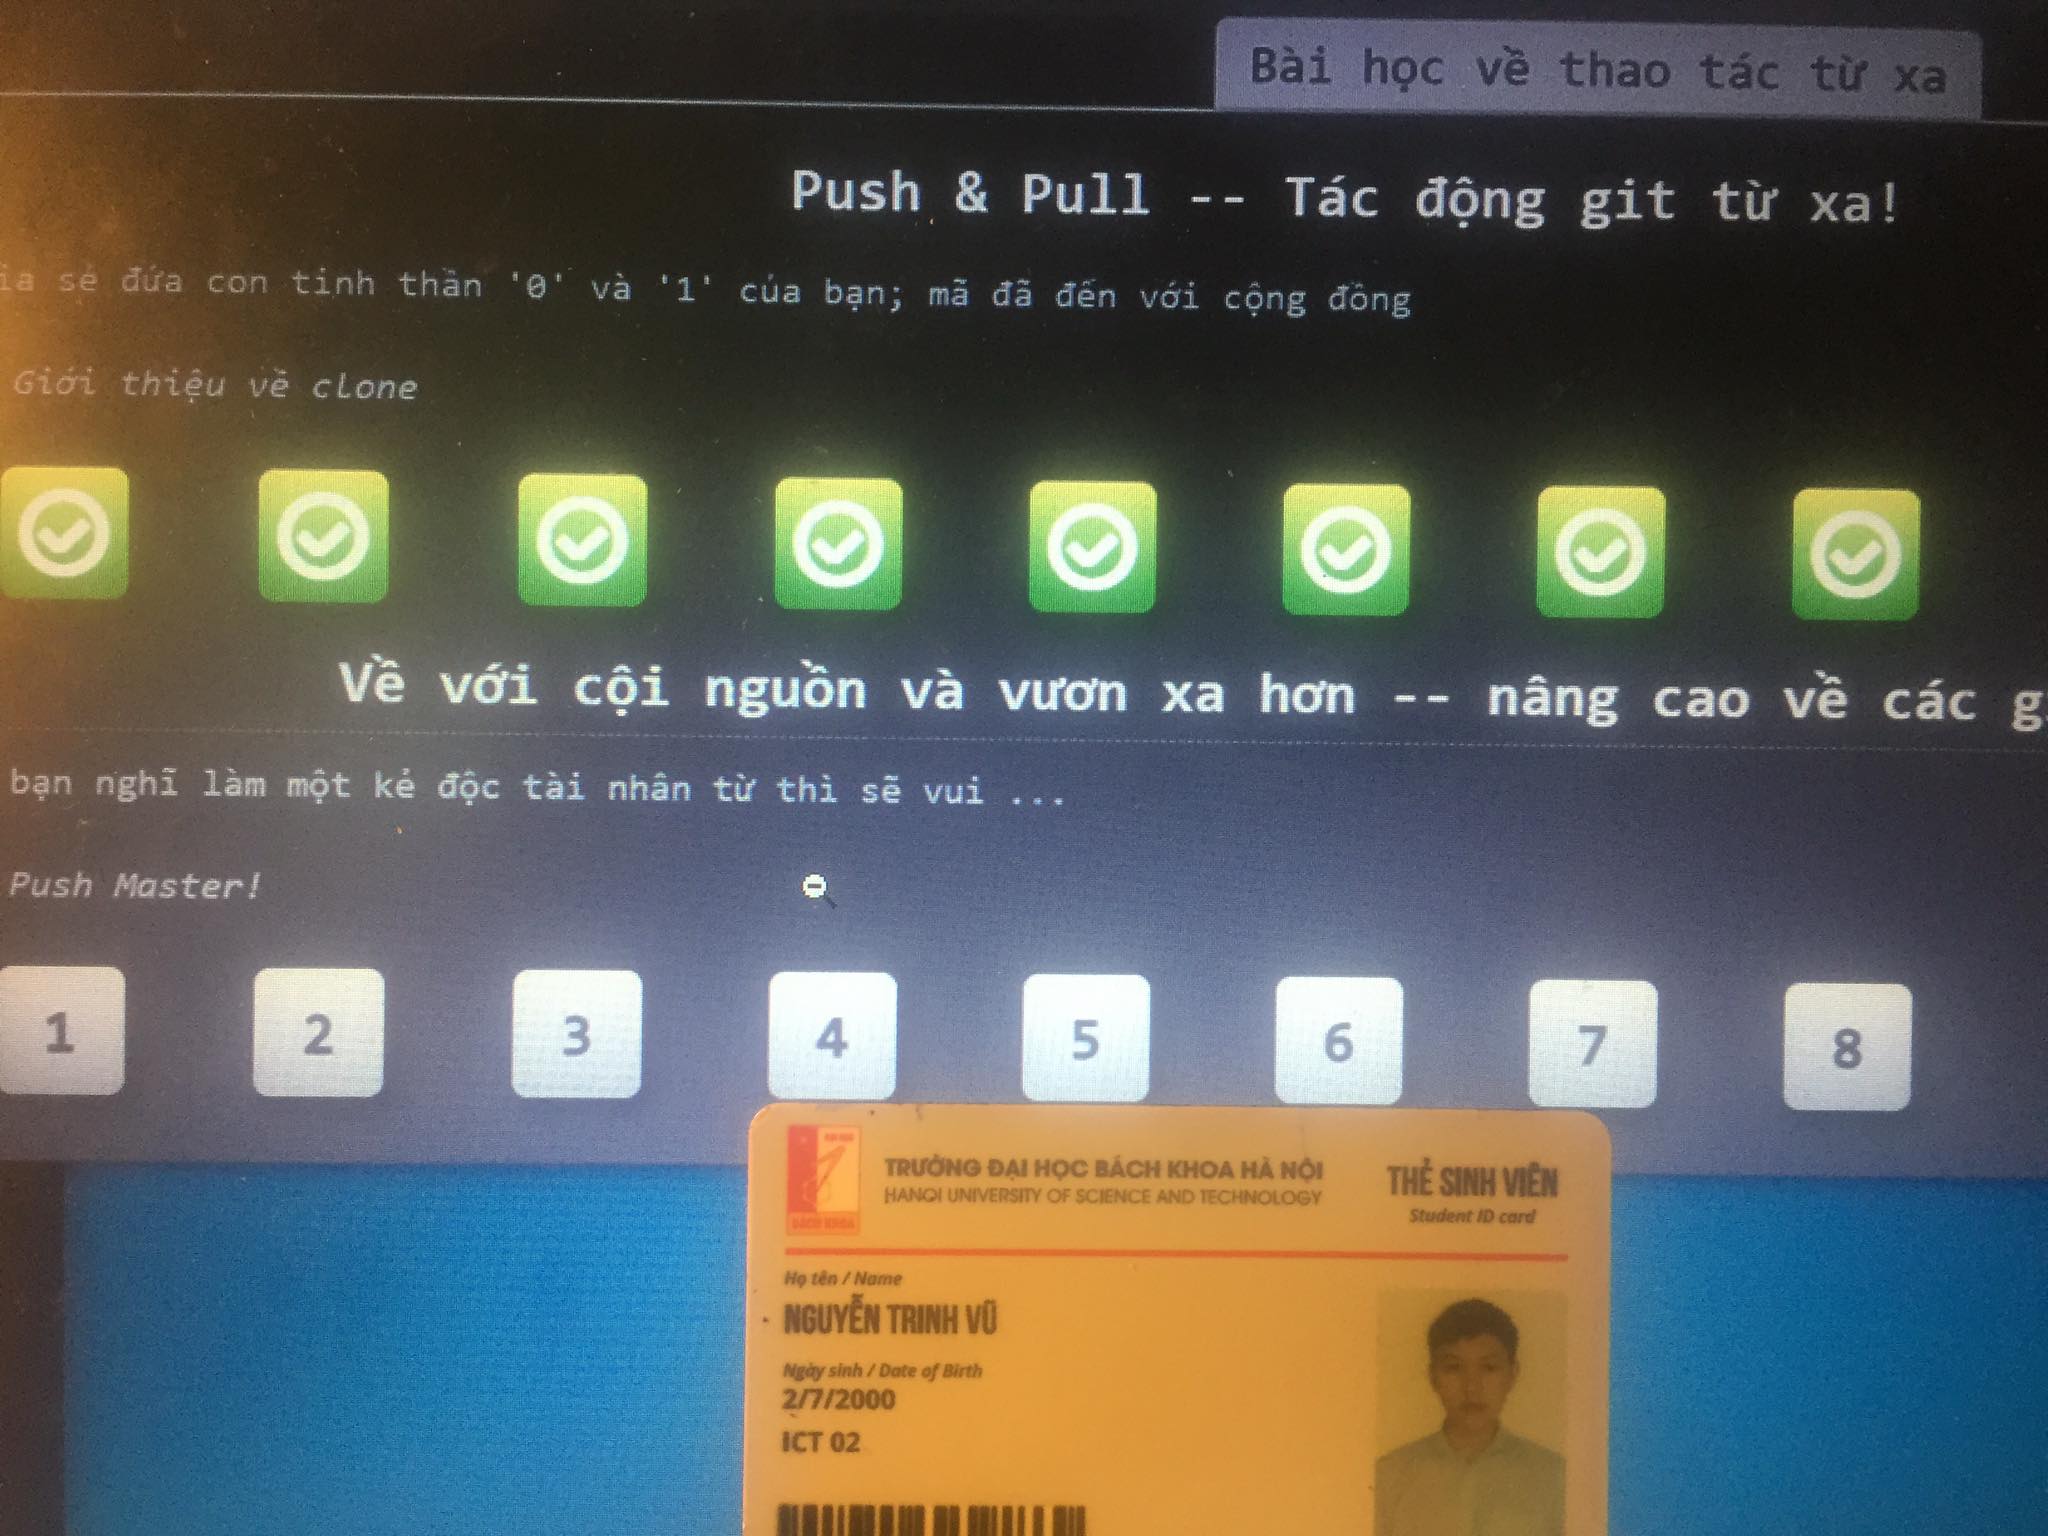 Bài học về thao tác từ xa
Push & Pull -- Tác động git từ xa!
sẻ đứa con tinh thần '0' và '1' của bạn; mã đã đến với cộng đồng
Giới thiệu về clone
Về với cội nguồn và vươn xa hơn -- nâng cao về các
bạn nghĩ làm một kẻ độc tài nhân từ thì sẽ vui ...
Push Master!
1 2 3 4 5 6 7 8
TRƯỜNG ĐẠI HỌC BÁCH KHOA HÀ NỘI
HANOI UNIVERSITY OF SCIENCE AND TECHNOLOGY
THẺ SINH VIÊN
Student ID card
BÁCH KHOA
Họ tên / Name
NGUYỄN TRINH VŨ
Ngày sinh / Date of Birth
2/7/2000
ICT 02